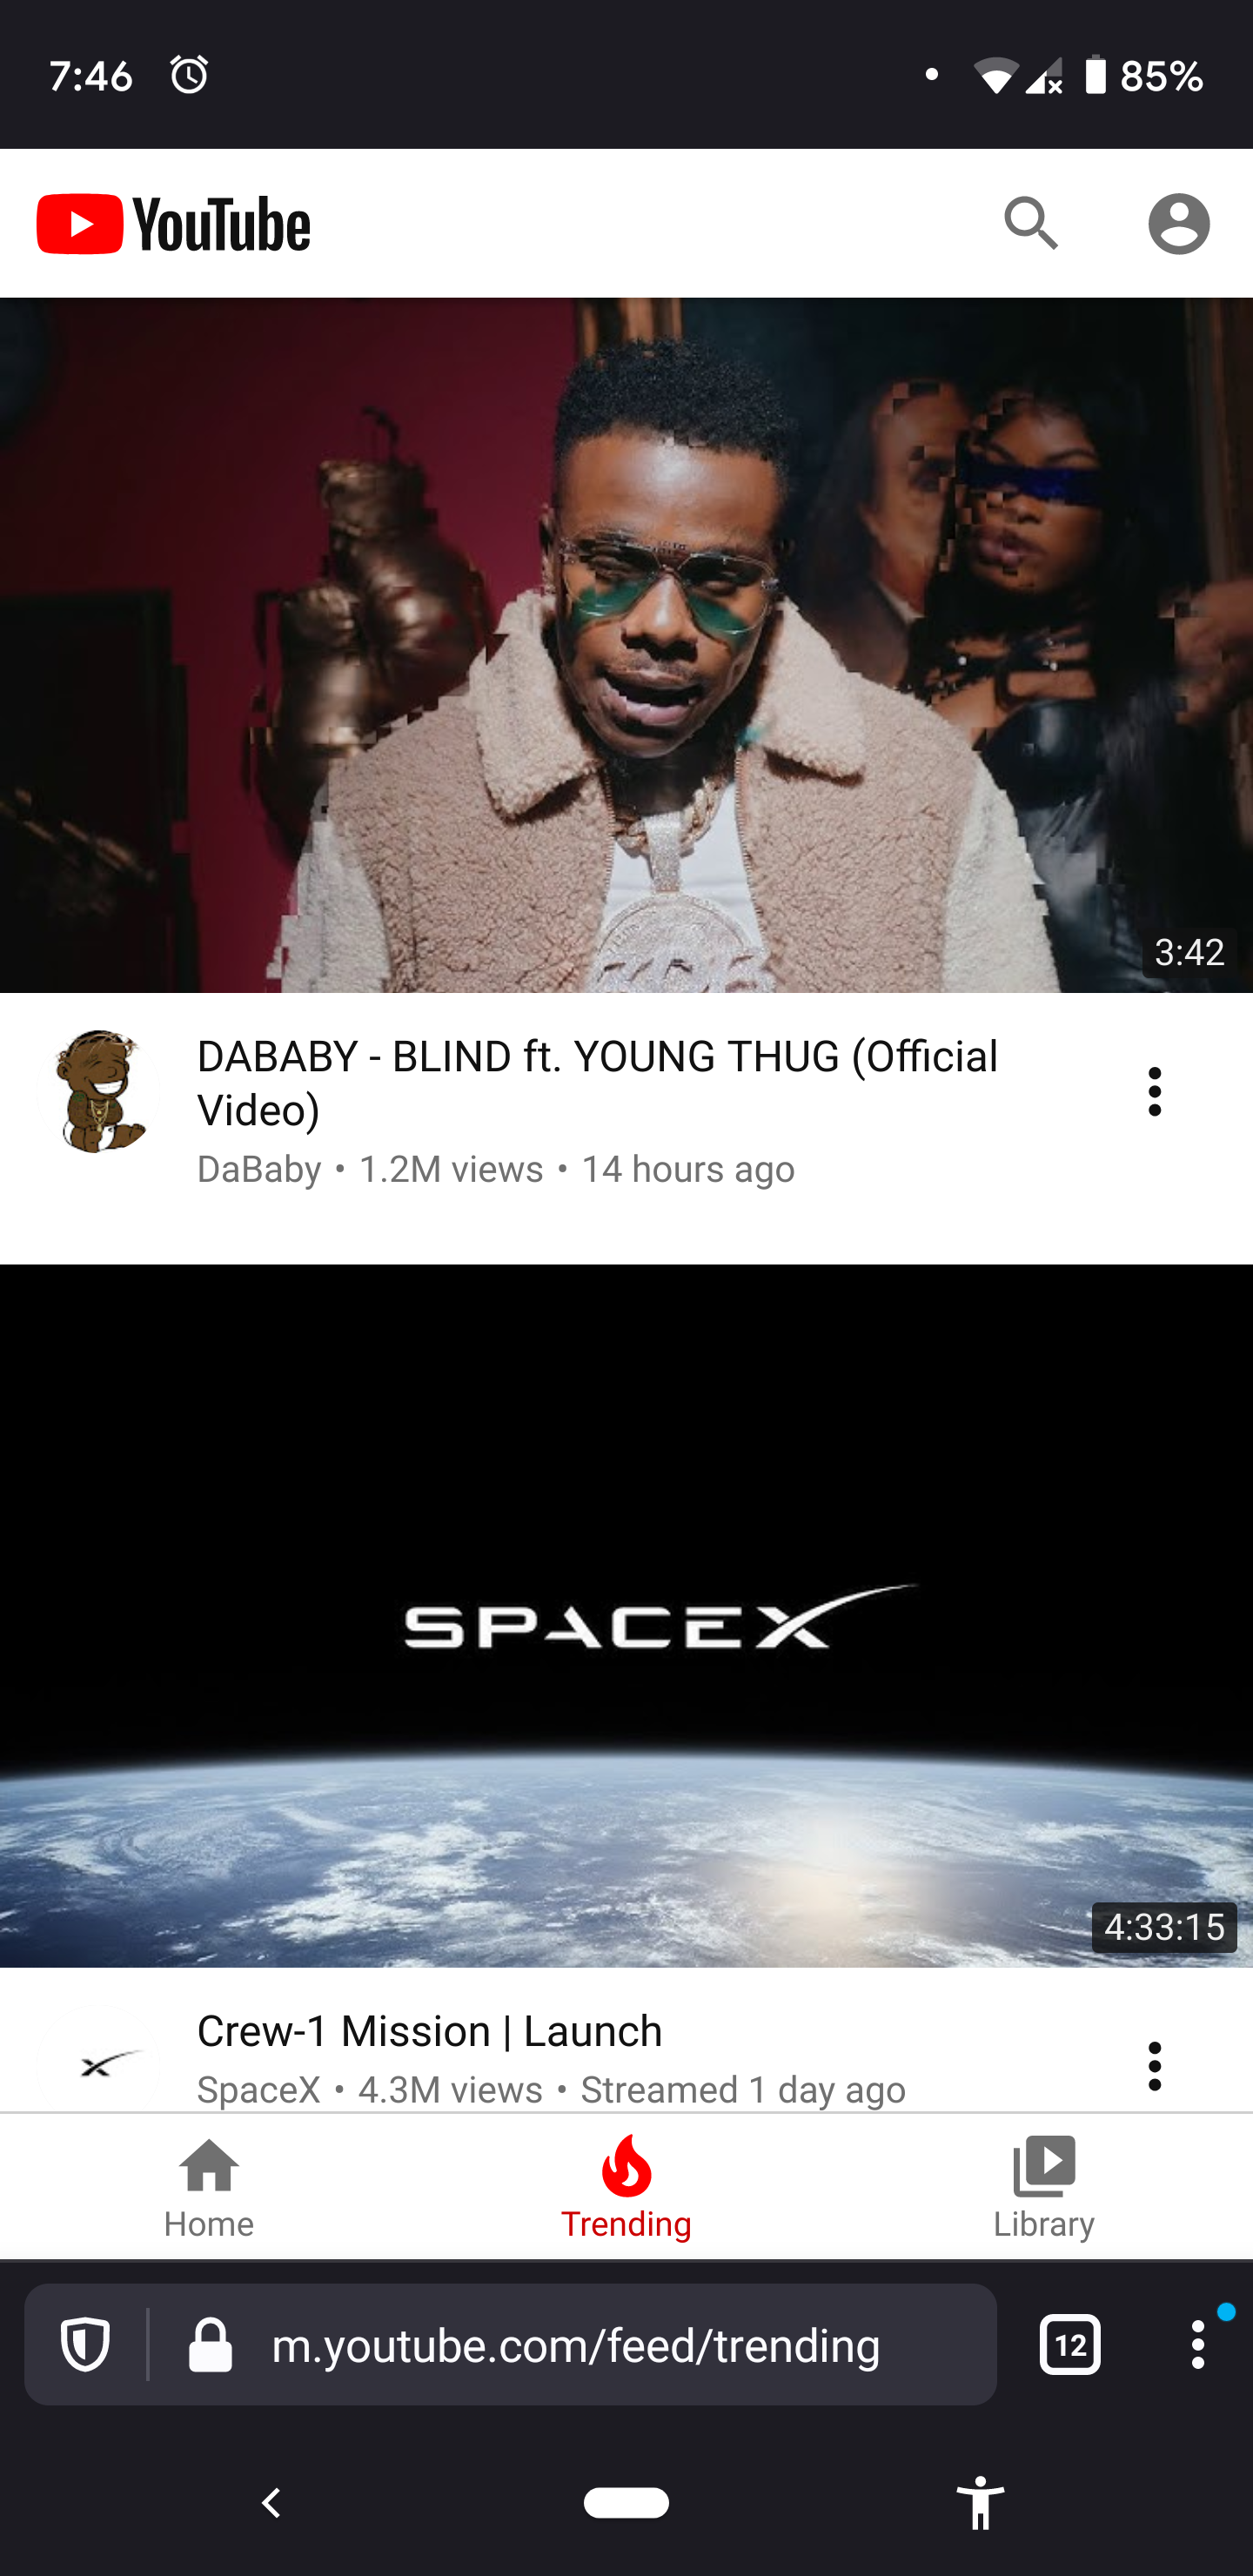 7:46
85%
YouTube
3:42
DABABY - BLIND ft. YOUNG THUG (Official
Video)
DaBaby • 1.2M views • 14 hours ago
SPACEX
4:33:15
Crew-1 Mission | Launch
SpaceX • 4.3M views • Streamed 1 day ago
Home
Trending
Library
m.youtube.com/feed/trending
12